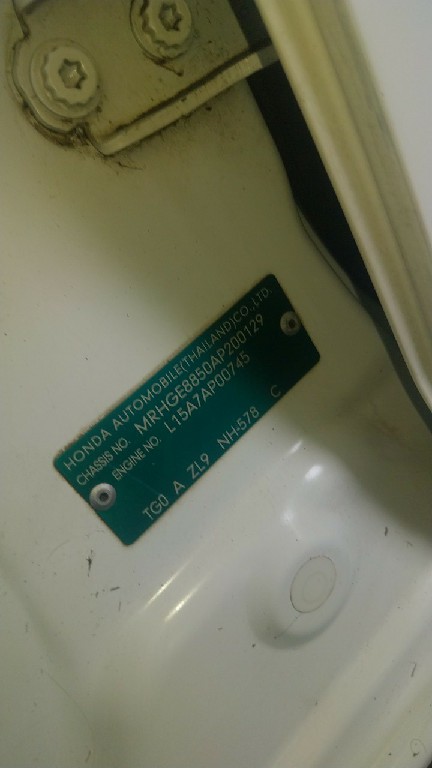 HONDA AUTOMOBILE(THAILAND)CO.,LTD.
CHASSIS NO. MRHGE8850AP200129
ENGINE NO. L15A7AP00745
TG0 A ZL9 NH-578 C